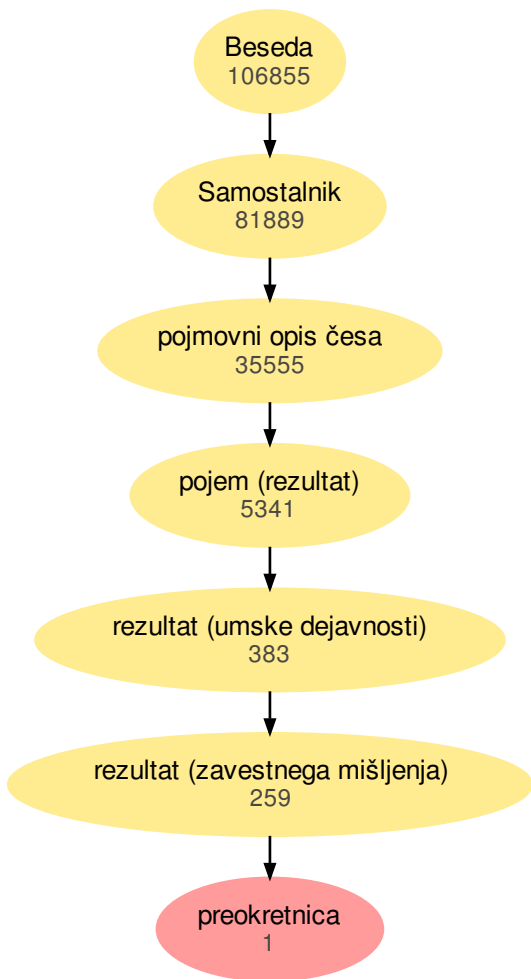 Beseda
106855
Samostalnik
81889
pojmovni opis česa
35555
pojem (rezultat)
5341
rezultat (umske dejavnosti)
383
rezultat (zavestnega mišljenja)
259
preokretnica
1